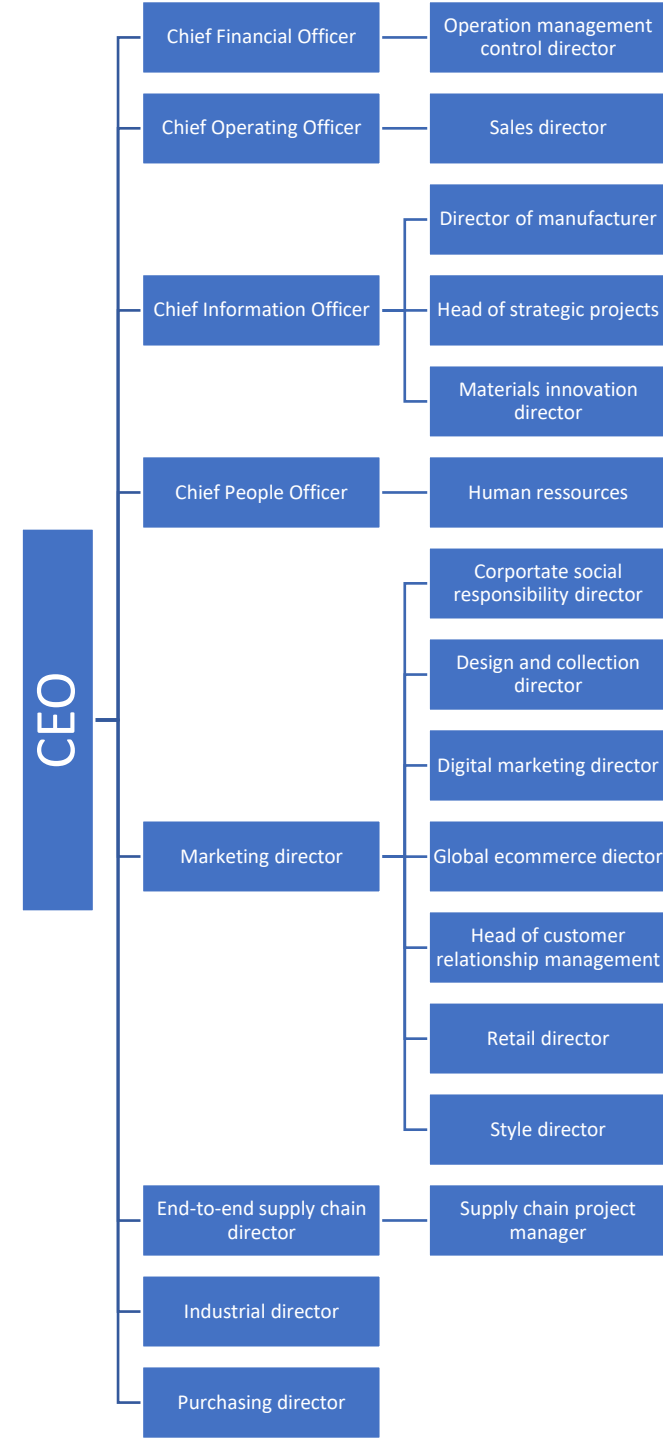 Chief Financial Officer
Operation management
control director
Chief Operating Officer
Sales director
Director of manufacturer
Chief Information Officer
Head of strategic projects
Materials innovation
director
Chief People Officer
Human ressources
CEO
Corportate social
responsibility director
Design and collection
director
Digital marketing director
Marketing director
Global ecommerce diector
Head of customer
relationship management
Retail director
Style director
End-to-end supply chain
director
Supply chain project
manager
Industrial director
Purchasing director